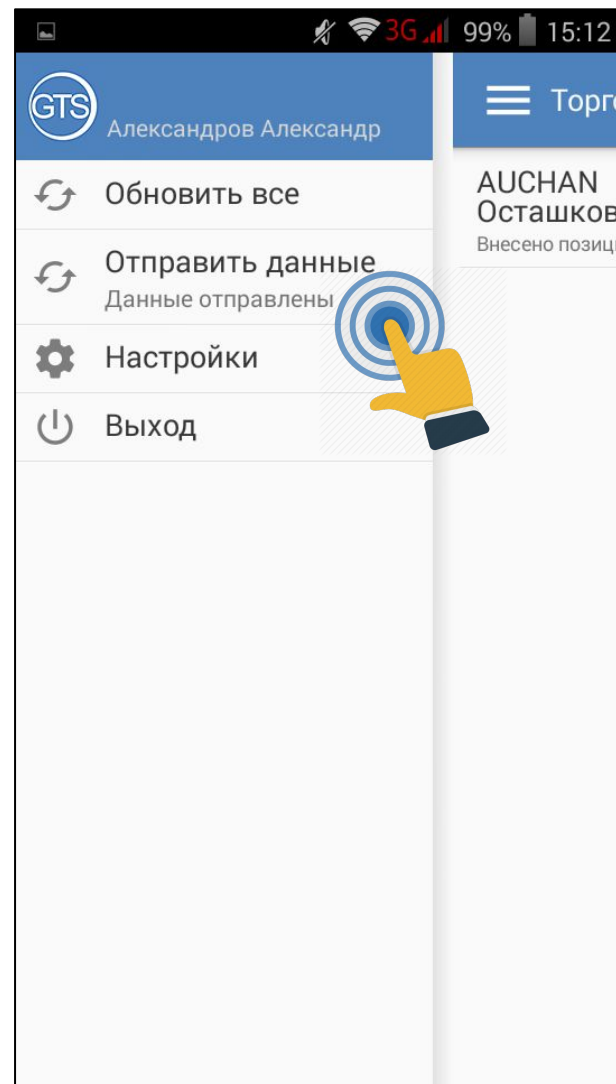 3G 99% 15:12
GTS
Александров Александр
Обновить все
Отправить данные
Данные отправлены
Настройки
Выход
AUCHAN